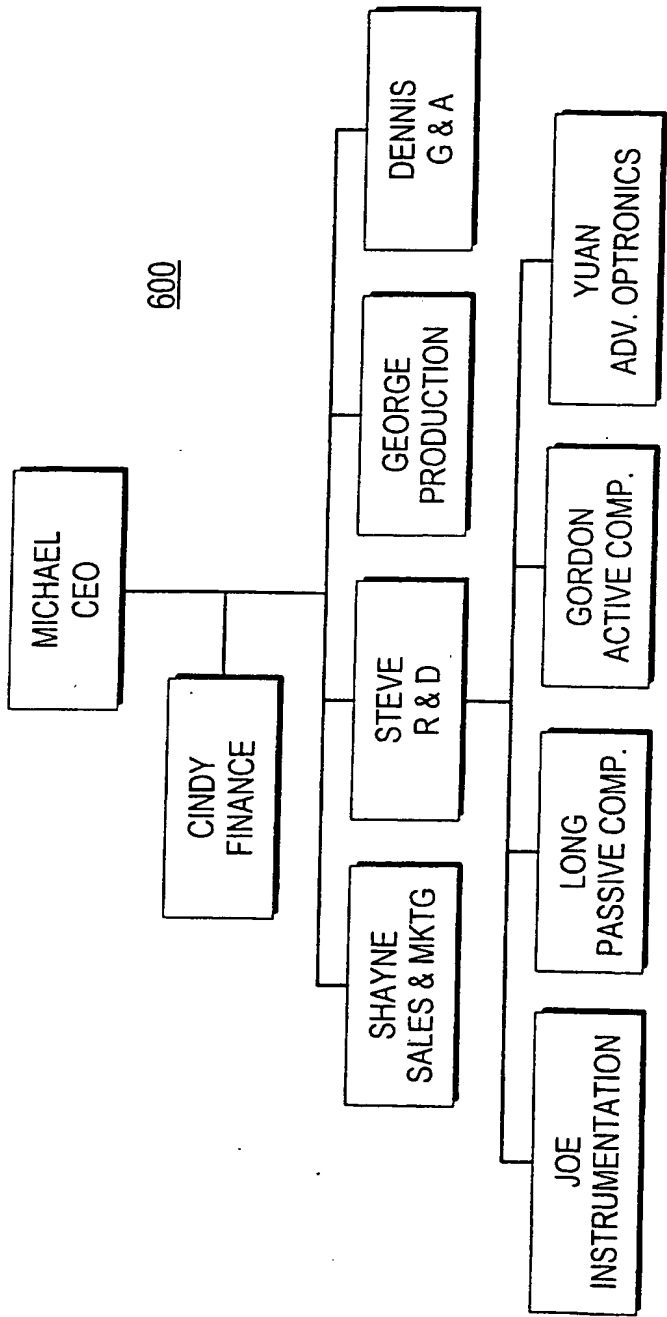 600
MICHAEL
CEO
CINDY
FINANCE
SHAYNE
SALES & MKTG
STEVE
R & D
GEORGE
PRODUCTION
DENNIS
G & A
JOE
INSTRUMENTATION
LONG
PASSIVE COMP.
GORDON
ACTIVE COMP.
YUAN
ADV. OPTRONICS